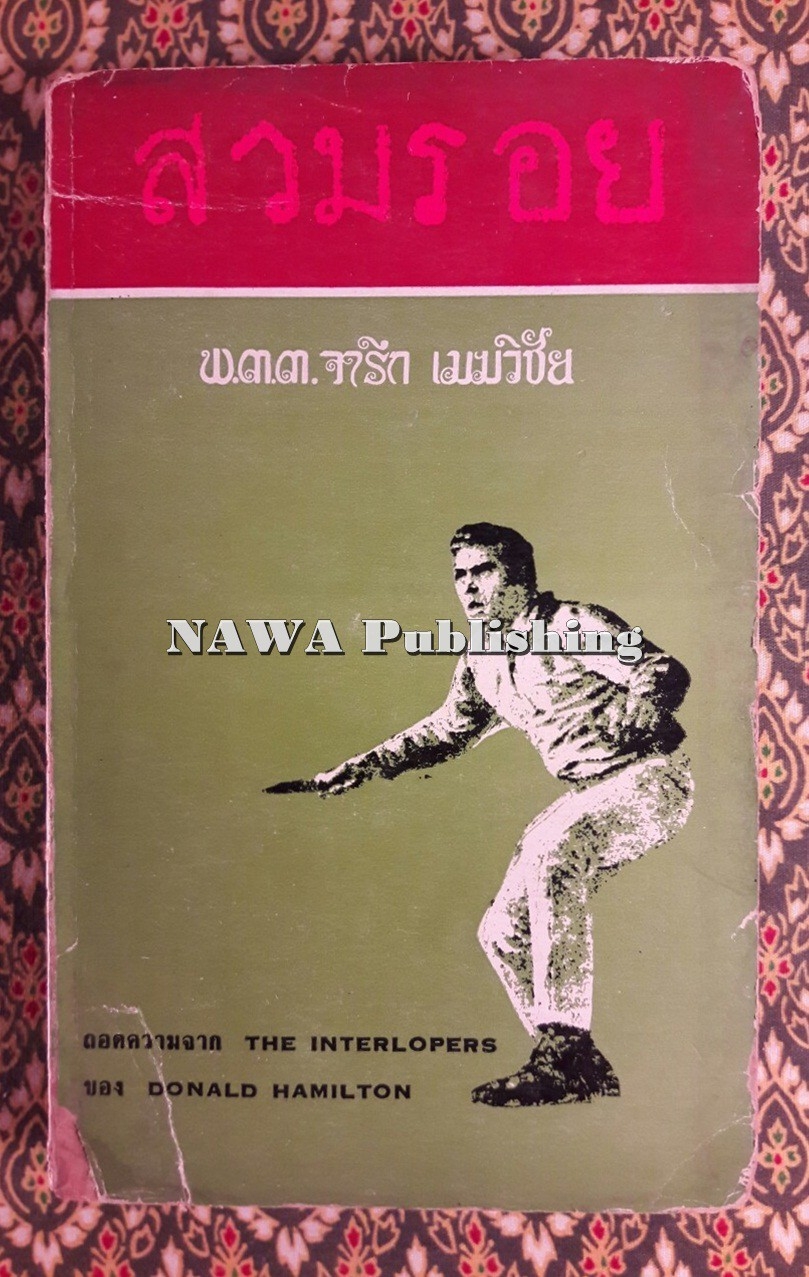 สวมรอย
พ.ต.ต. จารึก เมฆวิชัย
NAWA Publishing
ถอดความจาก THE INTERLOPERS
ของ DONALD HAMILTON